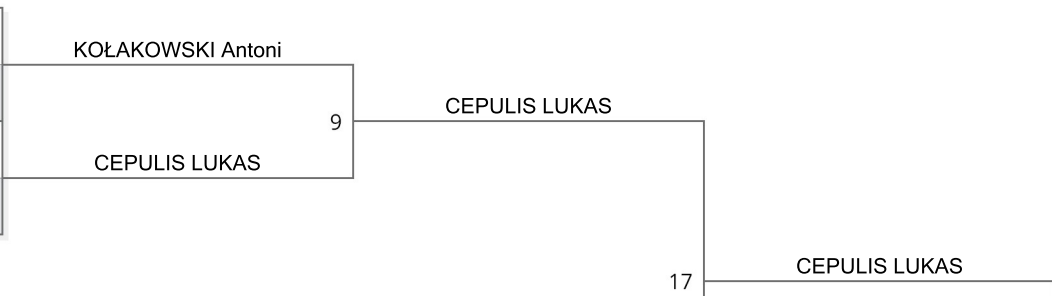 KOŁAKOWSKI Antoni
CEPULIS LUKAS
9
CEPULIS LUKAS
CEPULIS LUKAS
17